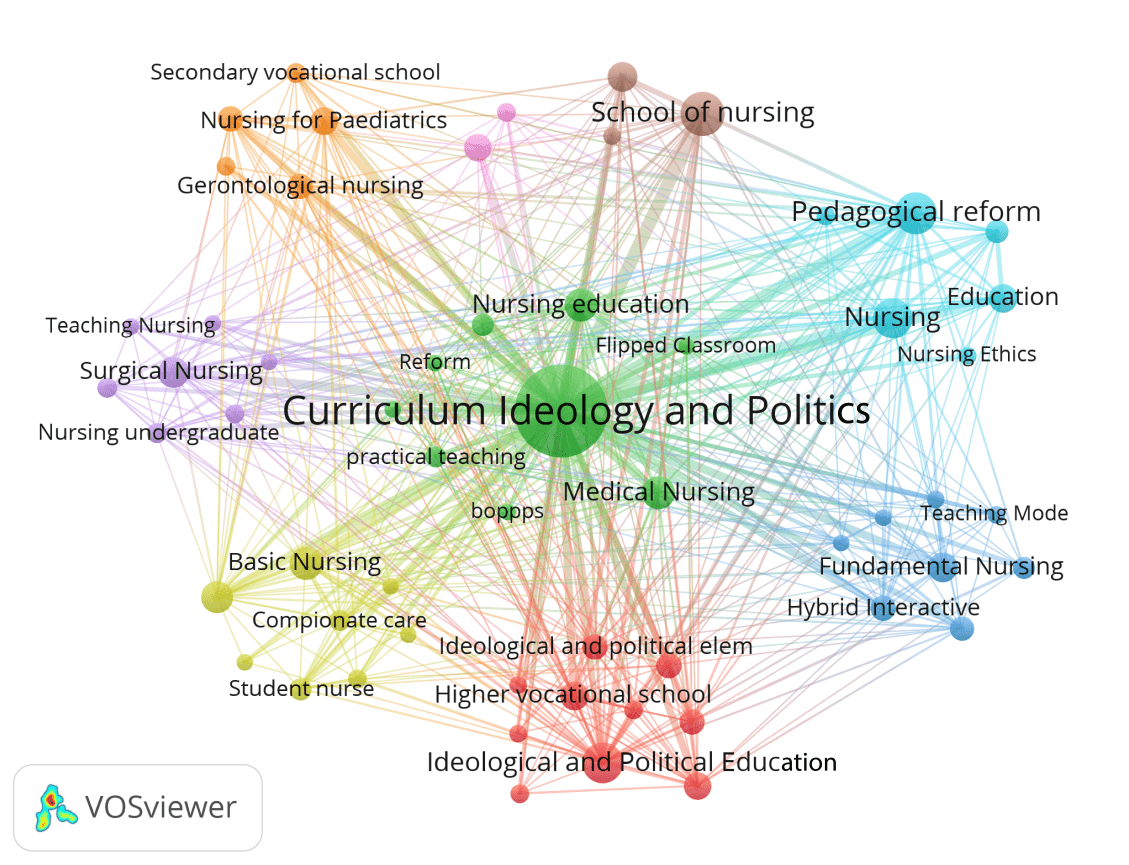 Secondary vocational school
School of nursing
Nursing for Paediatrics
Gerontological nursing
Pedagogical reform
Education
Nursing education
Nursing
Teaching Nursing
Flipped Classroom
Nursing Ethics
Reform
Surgical Nursing
Curriculum Ideology and Politics
Nursing undergraduate
practical teaching
Medical Nursing
boppps
Teaching Mode
Basic Nursing
Fundamental Nursing
Hybrid Interactive
Compionate care
Ideological and political elem
Student nurse
Higher vocational school
Ideological and Political Education
VOSviewer